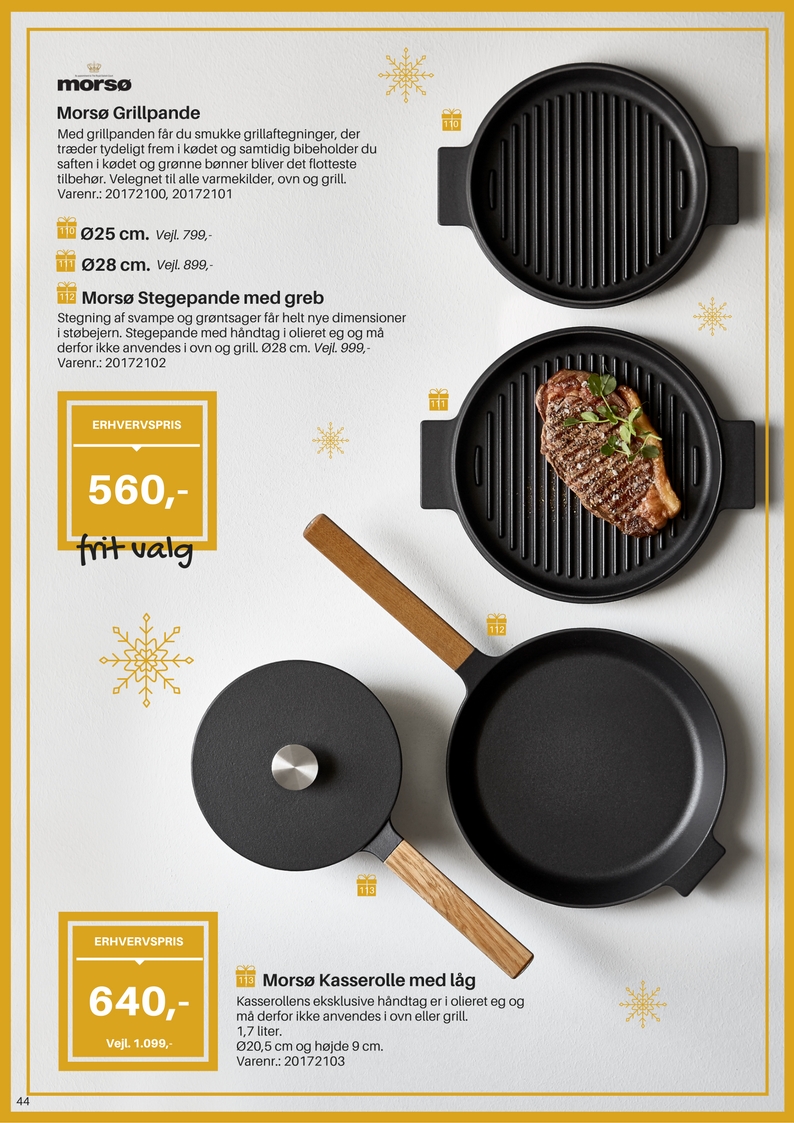 morsø
Morsø Grillpande
Med grillpanden får du smukke grillaftegninger, der
træder tydeligt frem i kødet og samtidig bibeholder du
saften i kødet og grønne bønner bliver det flotteste
tilbehør. Velegnet til alle varmekilder, ovn og grill.
Varenr.: 20172100, 20172101
110 Ø25 cm. Vejl. 799,-
111 Ø28 cm. Vejl. 899,-
112 Morsø Stegepande med greb
Stegning af svampe og grøntsager får helt nye dimensioner
i støbejern. Stegepande med håndtag i olieret eg og må
derfor ikke anvendes i ovn og grill. Ø28 cm. Vejl. 999,-
Varenr.: 20172102
ERHVERVSPRIS
560,-
frit valg
110
111
112
113
ERHVERVSPRIS
640,-
Vejl. 1.099,-
113 Morsø Kasserolle med låg
Kasserollens eksklusive håndtag er i olieret eg og
må derfor ikke anvendes i ovn eller grill.
1,7 liter.
Ø20,5 cm og højde 9 cm.
Varenr.: 20172103
44